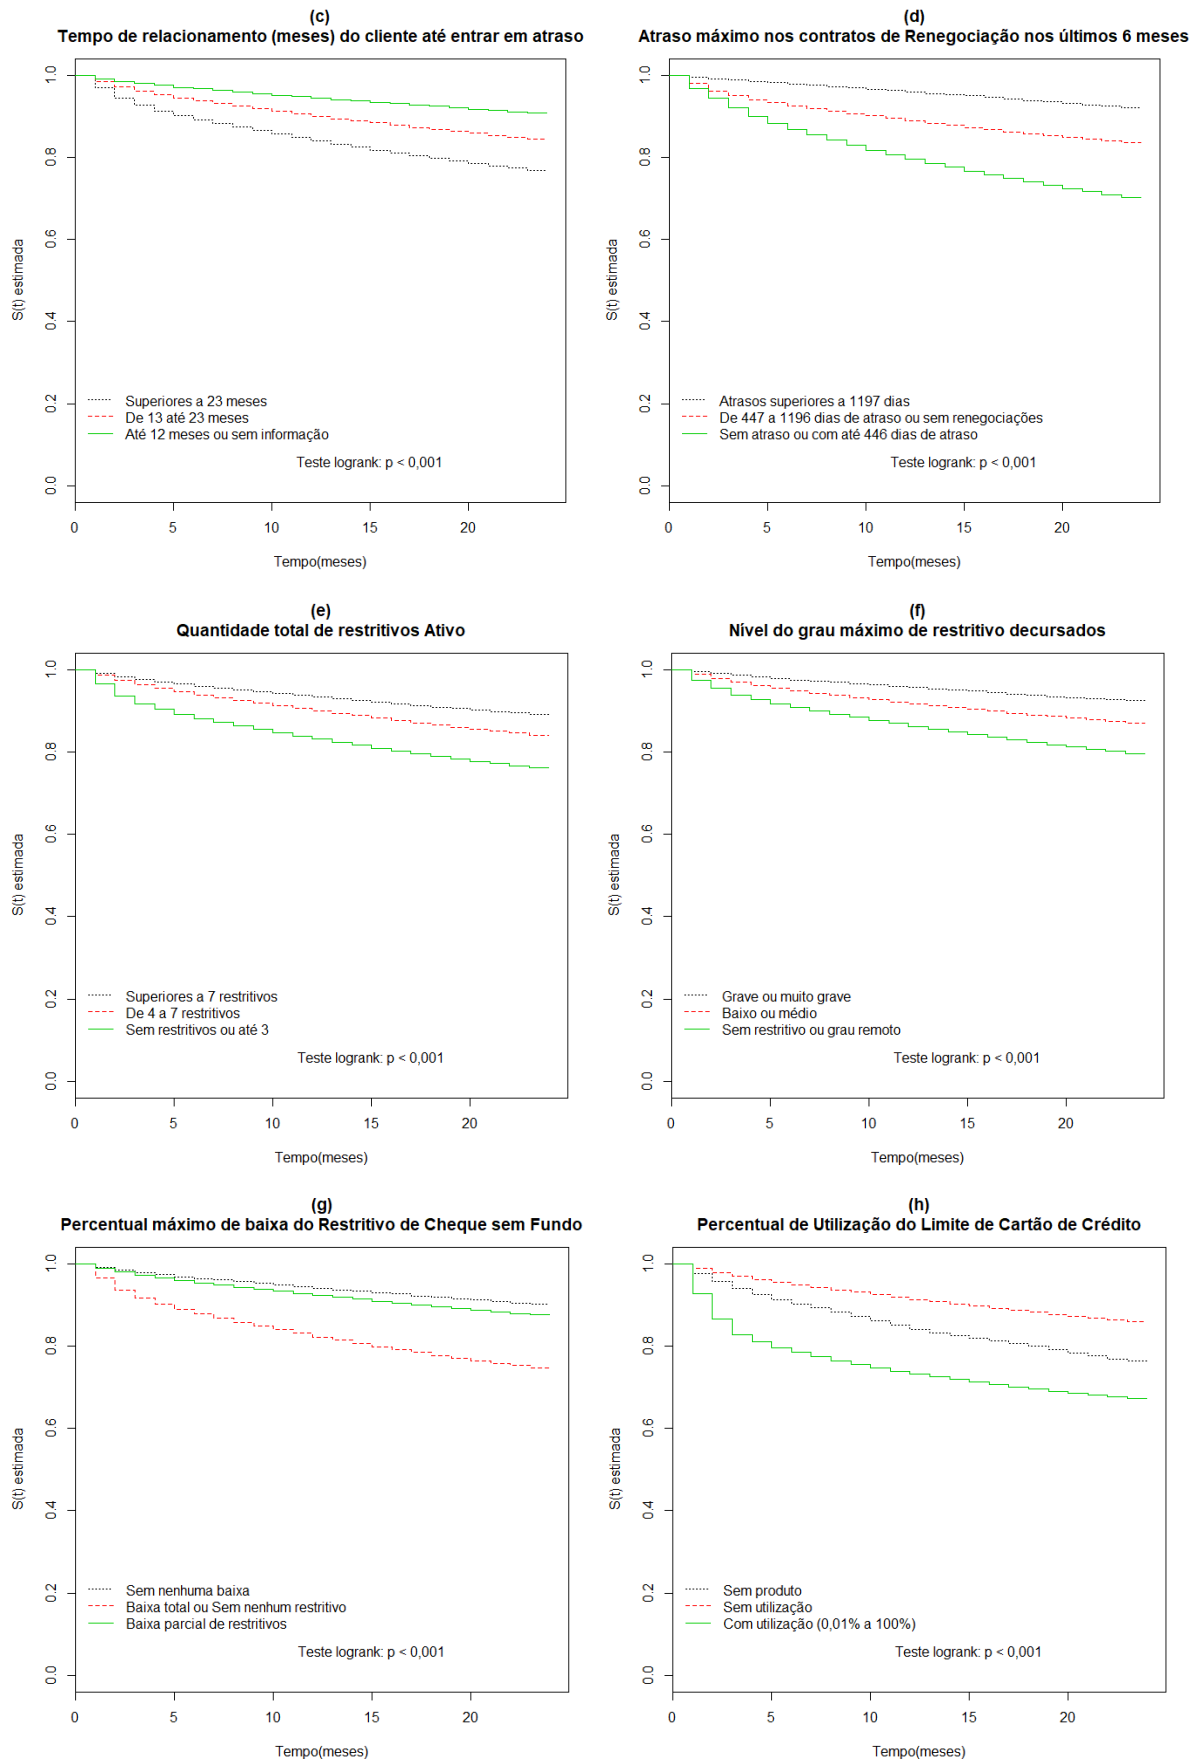 (c)
Tempo de relacionamento (meses) do cliente até entrar em atraso
S(t) estimada
1.0
0.8
0.6
0.4
0.2
0.0
Superiores a 23 meses
De 13 até 23 meses
Até 12 meses ou sem informação
Teste logrank: p < 0,001
0 5 10 15 20
Tempo(meses)
(d)
Atraso máximo nos contratos de Renegociação nos últimos 6 meses
S(t) estimada
1.0
0.8
0.6
0.4
0.2
0.0
Atrasos superiores a 1197 dias
De 447 a 1196 dias de atraso ou sem renegociações
Sem atraso ou com até 446 dias de atraso
Teste logrank: p < 0,001
0 5 10 15 20
Tempo(meses)
(e)
Quantidade total de restritivos Ativo
S(t) estimada
1.0
0.8
0.6
0.4
0.2
0.0
Superiores a 7 restritivos
De 4 a 7 restritivos
Sem restritivos ou até 3
Teste logrank: p < 0,001
0 5 10 15 20
Tempo(meses)
(f)
Nível do grau máximo de restritivo decursados
S(t) estimada
1.0
0.8
0.6
0.4
0.2
0.0
Grave ou muito grave
Baixo ou médio
Sem restritivo ou grau remoto
Teste logrank: p < 0,001
0 5 10 15 20
Tempo(meses)
(g)
Percentual máximo de baixa do Restritivo de Cheque sem Fundo
S(t) estimada
1.0
0.8
0.6
0.4
0.2
0.0
Sem nenhuma baixa
Baixa total ou Sem nenhum restritivo
Baixa parcial de restritivos
Teste logrank: p < 0,001
0 5 10 15 20
Tempo(meses)
(h)
Percentual de Utilização do Limite de Cartão de Crédito
S(t) estimada
1.0
0.8
0.6
0.4
0.2
0.0
Sem produto
Sem utilização
Com utilização (0,01% a 100%)
Teste logrank: p < 0,001
0 5 10 15 20
Tempo(meses)